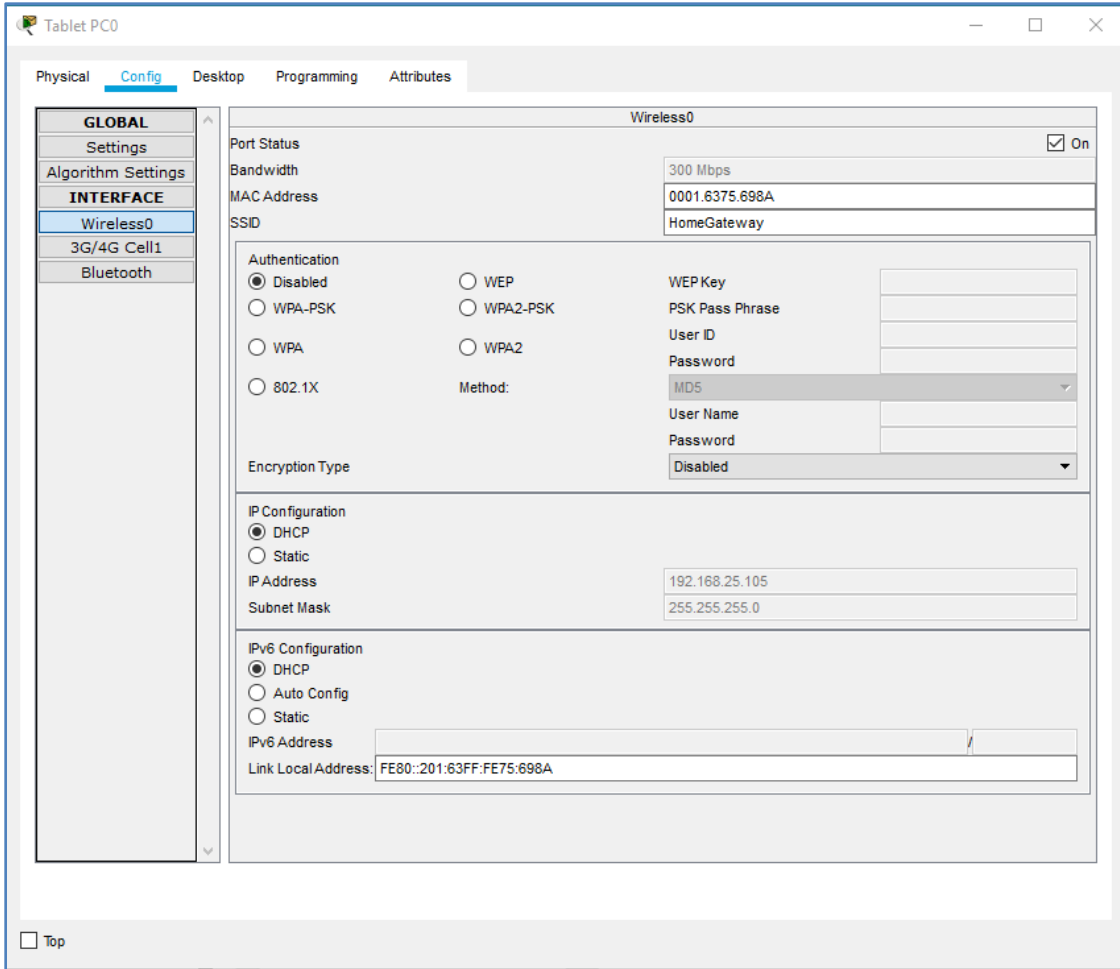 Tablet PC0
Physical Config Desktop Programming Attributes
GLOBAL
Settings
Algorithm Settings
INTERFACE
Wireless0
3G/4G Cell1
Bluetooth
Wireless0
Port Status On
Bandwidth 300 Mbps
MAC Address 0001.6375.698A
SSID HomeGateway
Authentication
Disabled WEP WEP Key
WPA-PSK WPA2-PSK PSK Pass Phrase
User ID
WPA WPA2
Password
802.1X Method: MD5
User Name
Password
Encryption Type Disabled
IP Configuration
DHCP
Static
IP Address 192.168.25.105
Subnet Mask 255.255.255.0
IPv6 Configuration
DHCP
Auto Config
Static
IPv6 Address /
Link Local Address: FE80::201:63FF:FE75:698A
Top